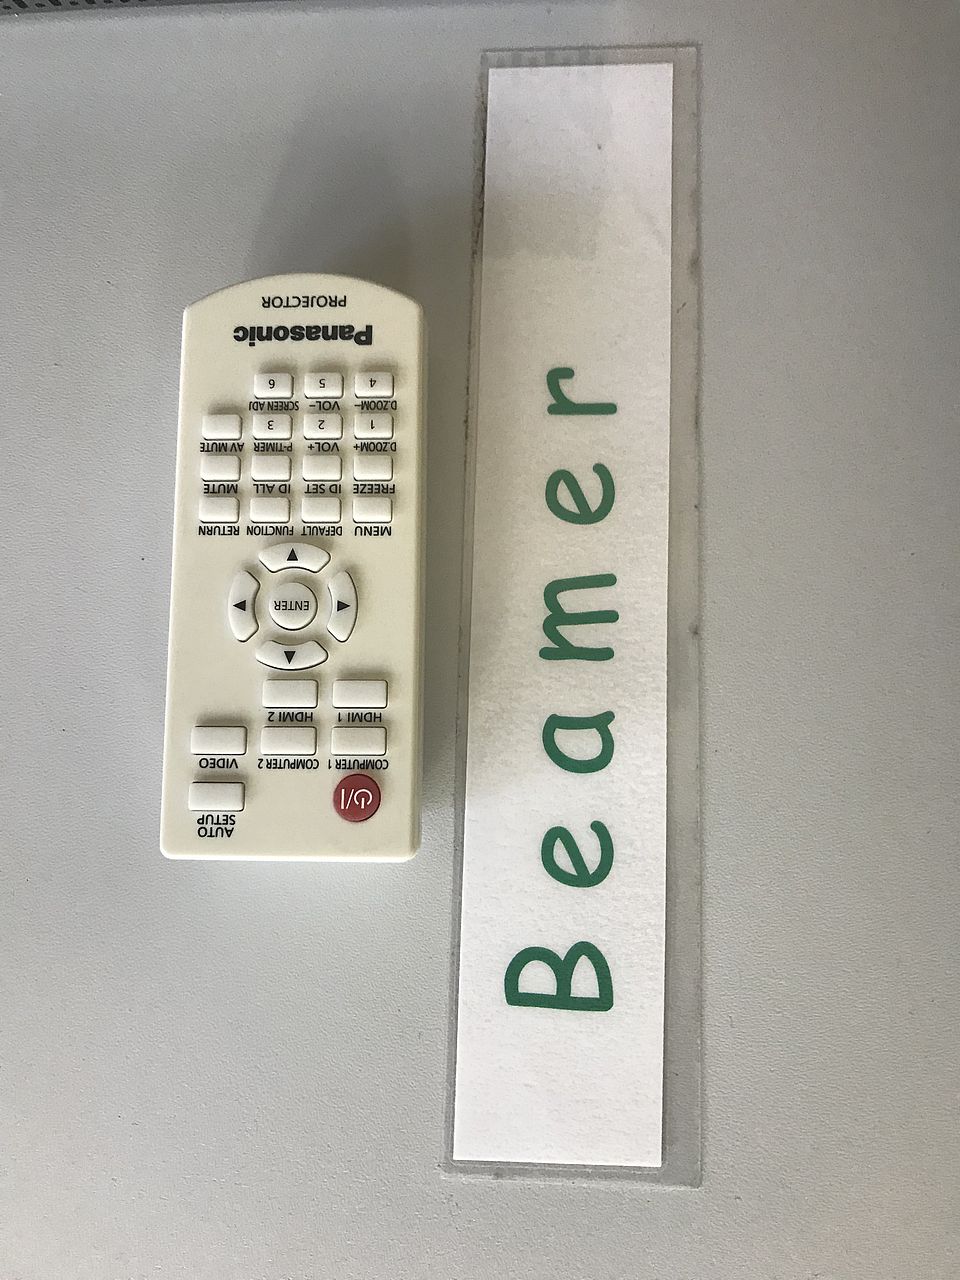 AUTO SETUP
COMPUTER 1 COMPUTER 2 VIDEO
HDMI 1 HDMI 2
ENTER
MENU DEFAULT FUNCTION RETURN
FREEZE ID SET ID ALL MUTE
D.ZOOM+ VOL+ P-TIMER AV MUTE
1 2 3
D.ZOOM− VOL− SCREEN ADJ
4 5 6
Panasonic
PROJECTOR
Beamer